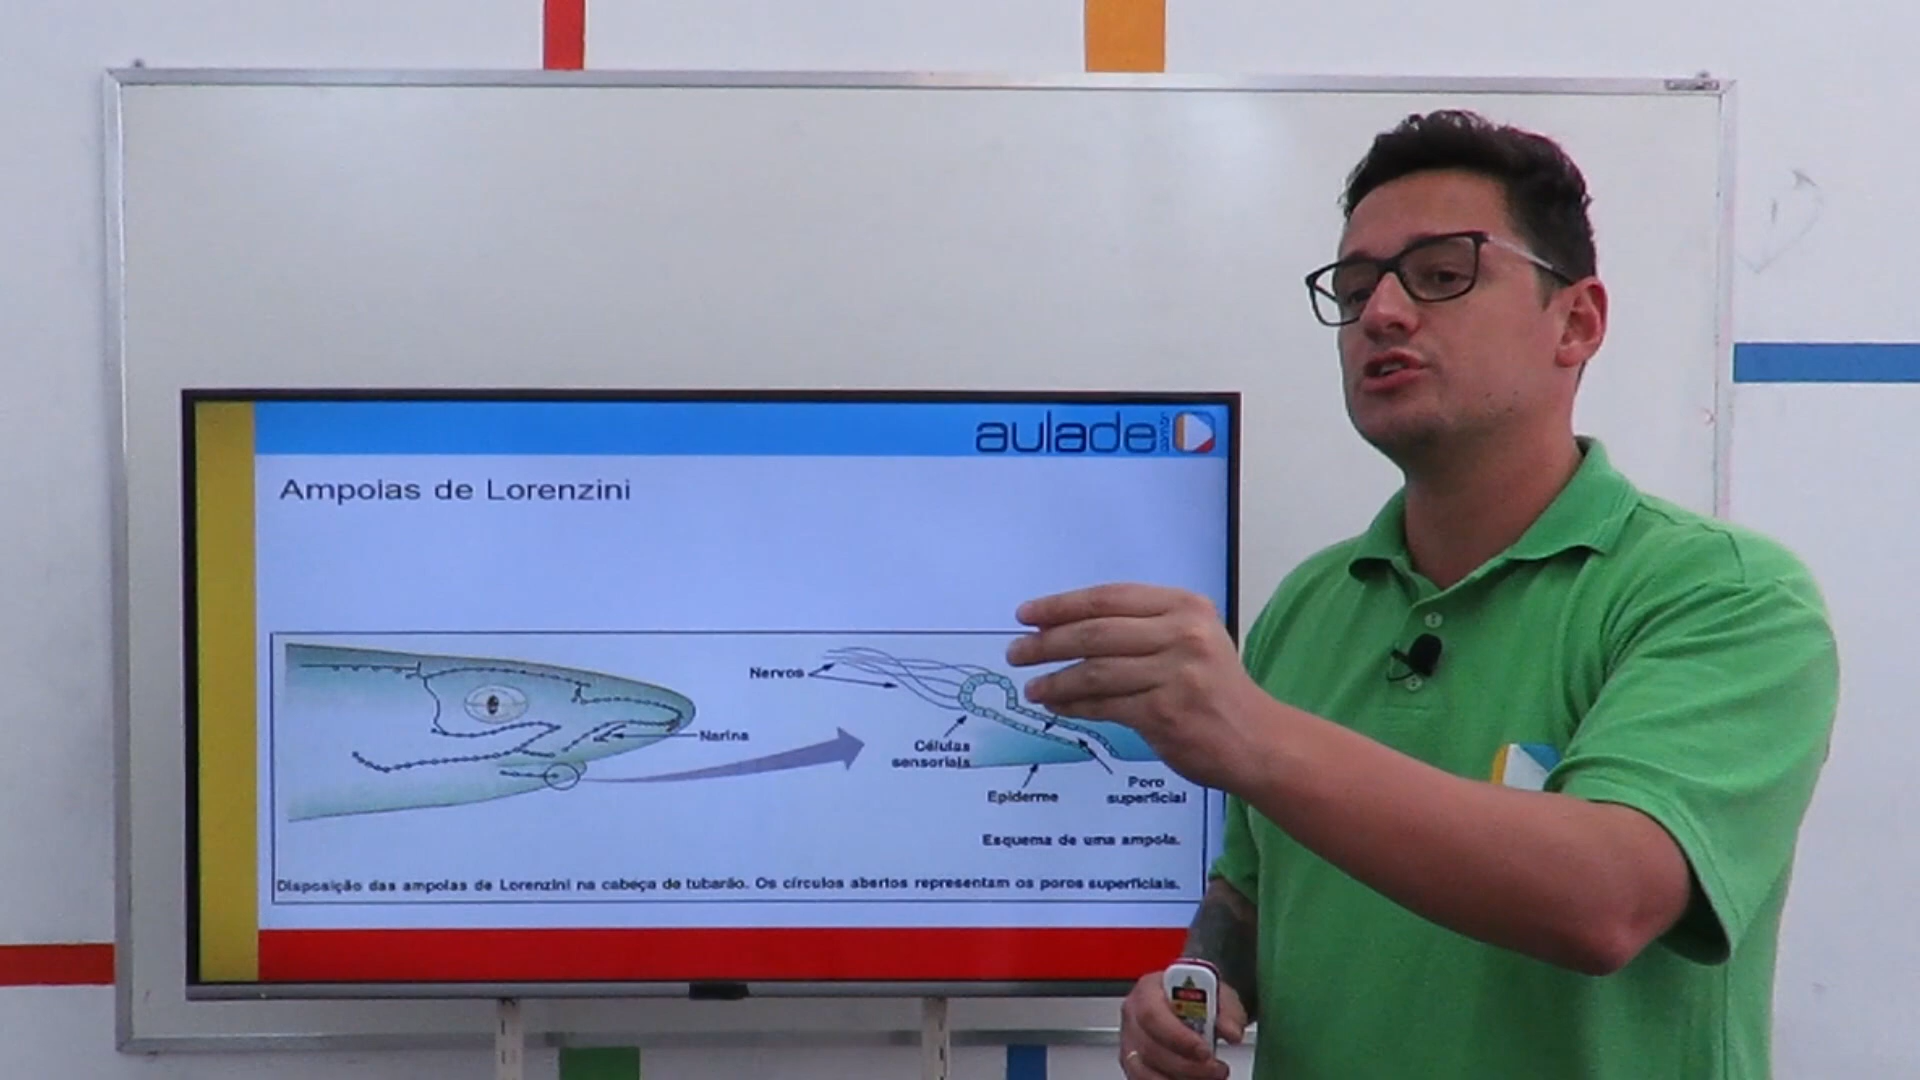 aulade
Ampolas de Lorenzini
Nervos
Narina
Células
sensoriais
Epiderme
Poro
superficial
Esquema de uma ampola.
Disposição das ampolas de Lorenzini na cabeça de tubarão. Os círculos abertos representam os poros superficiais.